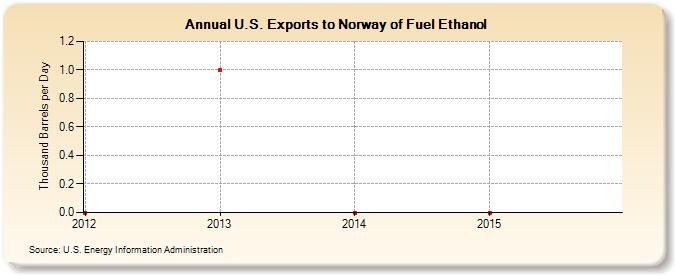 Annual U.S. Exports to Norway of Fuel Ethanol
Thousand Barrels per Day
1.2
1.0
0.8
0.6
0.4
0.2
0.0
2012 2013 2014 2015
Source: U.S. Energy Information Administration